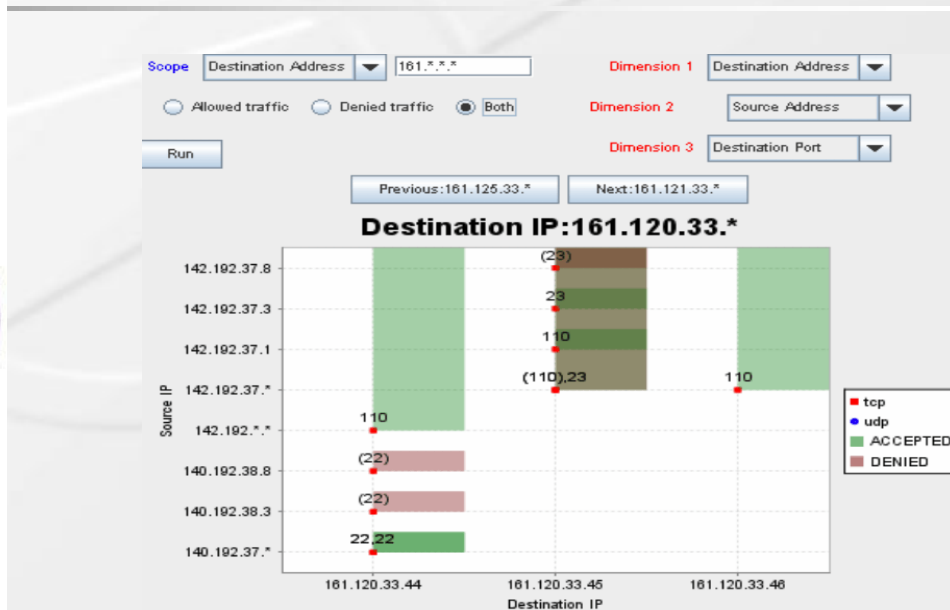 Scope Destination Address 161.*.*.* Dimension 1 Destination Address
Allowed traffic Denied traffic Both Dimension 2 Source Address
Run Dimension 3 Destination Port
Previous:161.125.33.* Next:161.121.33.*
Destination IP:161.120.33.*
142.192.37.8 (23)
142.192.37.3 23
142.192.37.1 110
142.192.37.* (110),23 110
142.192.*.* 110
140.192.38.8 (22)
140.192.38.3 (22)
140.192.37.* 22,22
Source IP
tcp
udp
ACCEPTED
DENIED
161.120.33.44 161.120.33.45 161.120.33.46
Destination IP